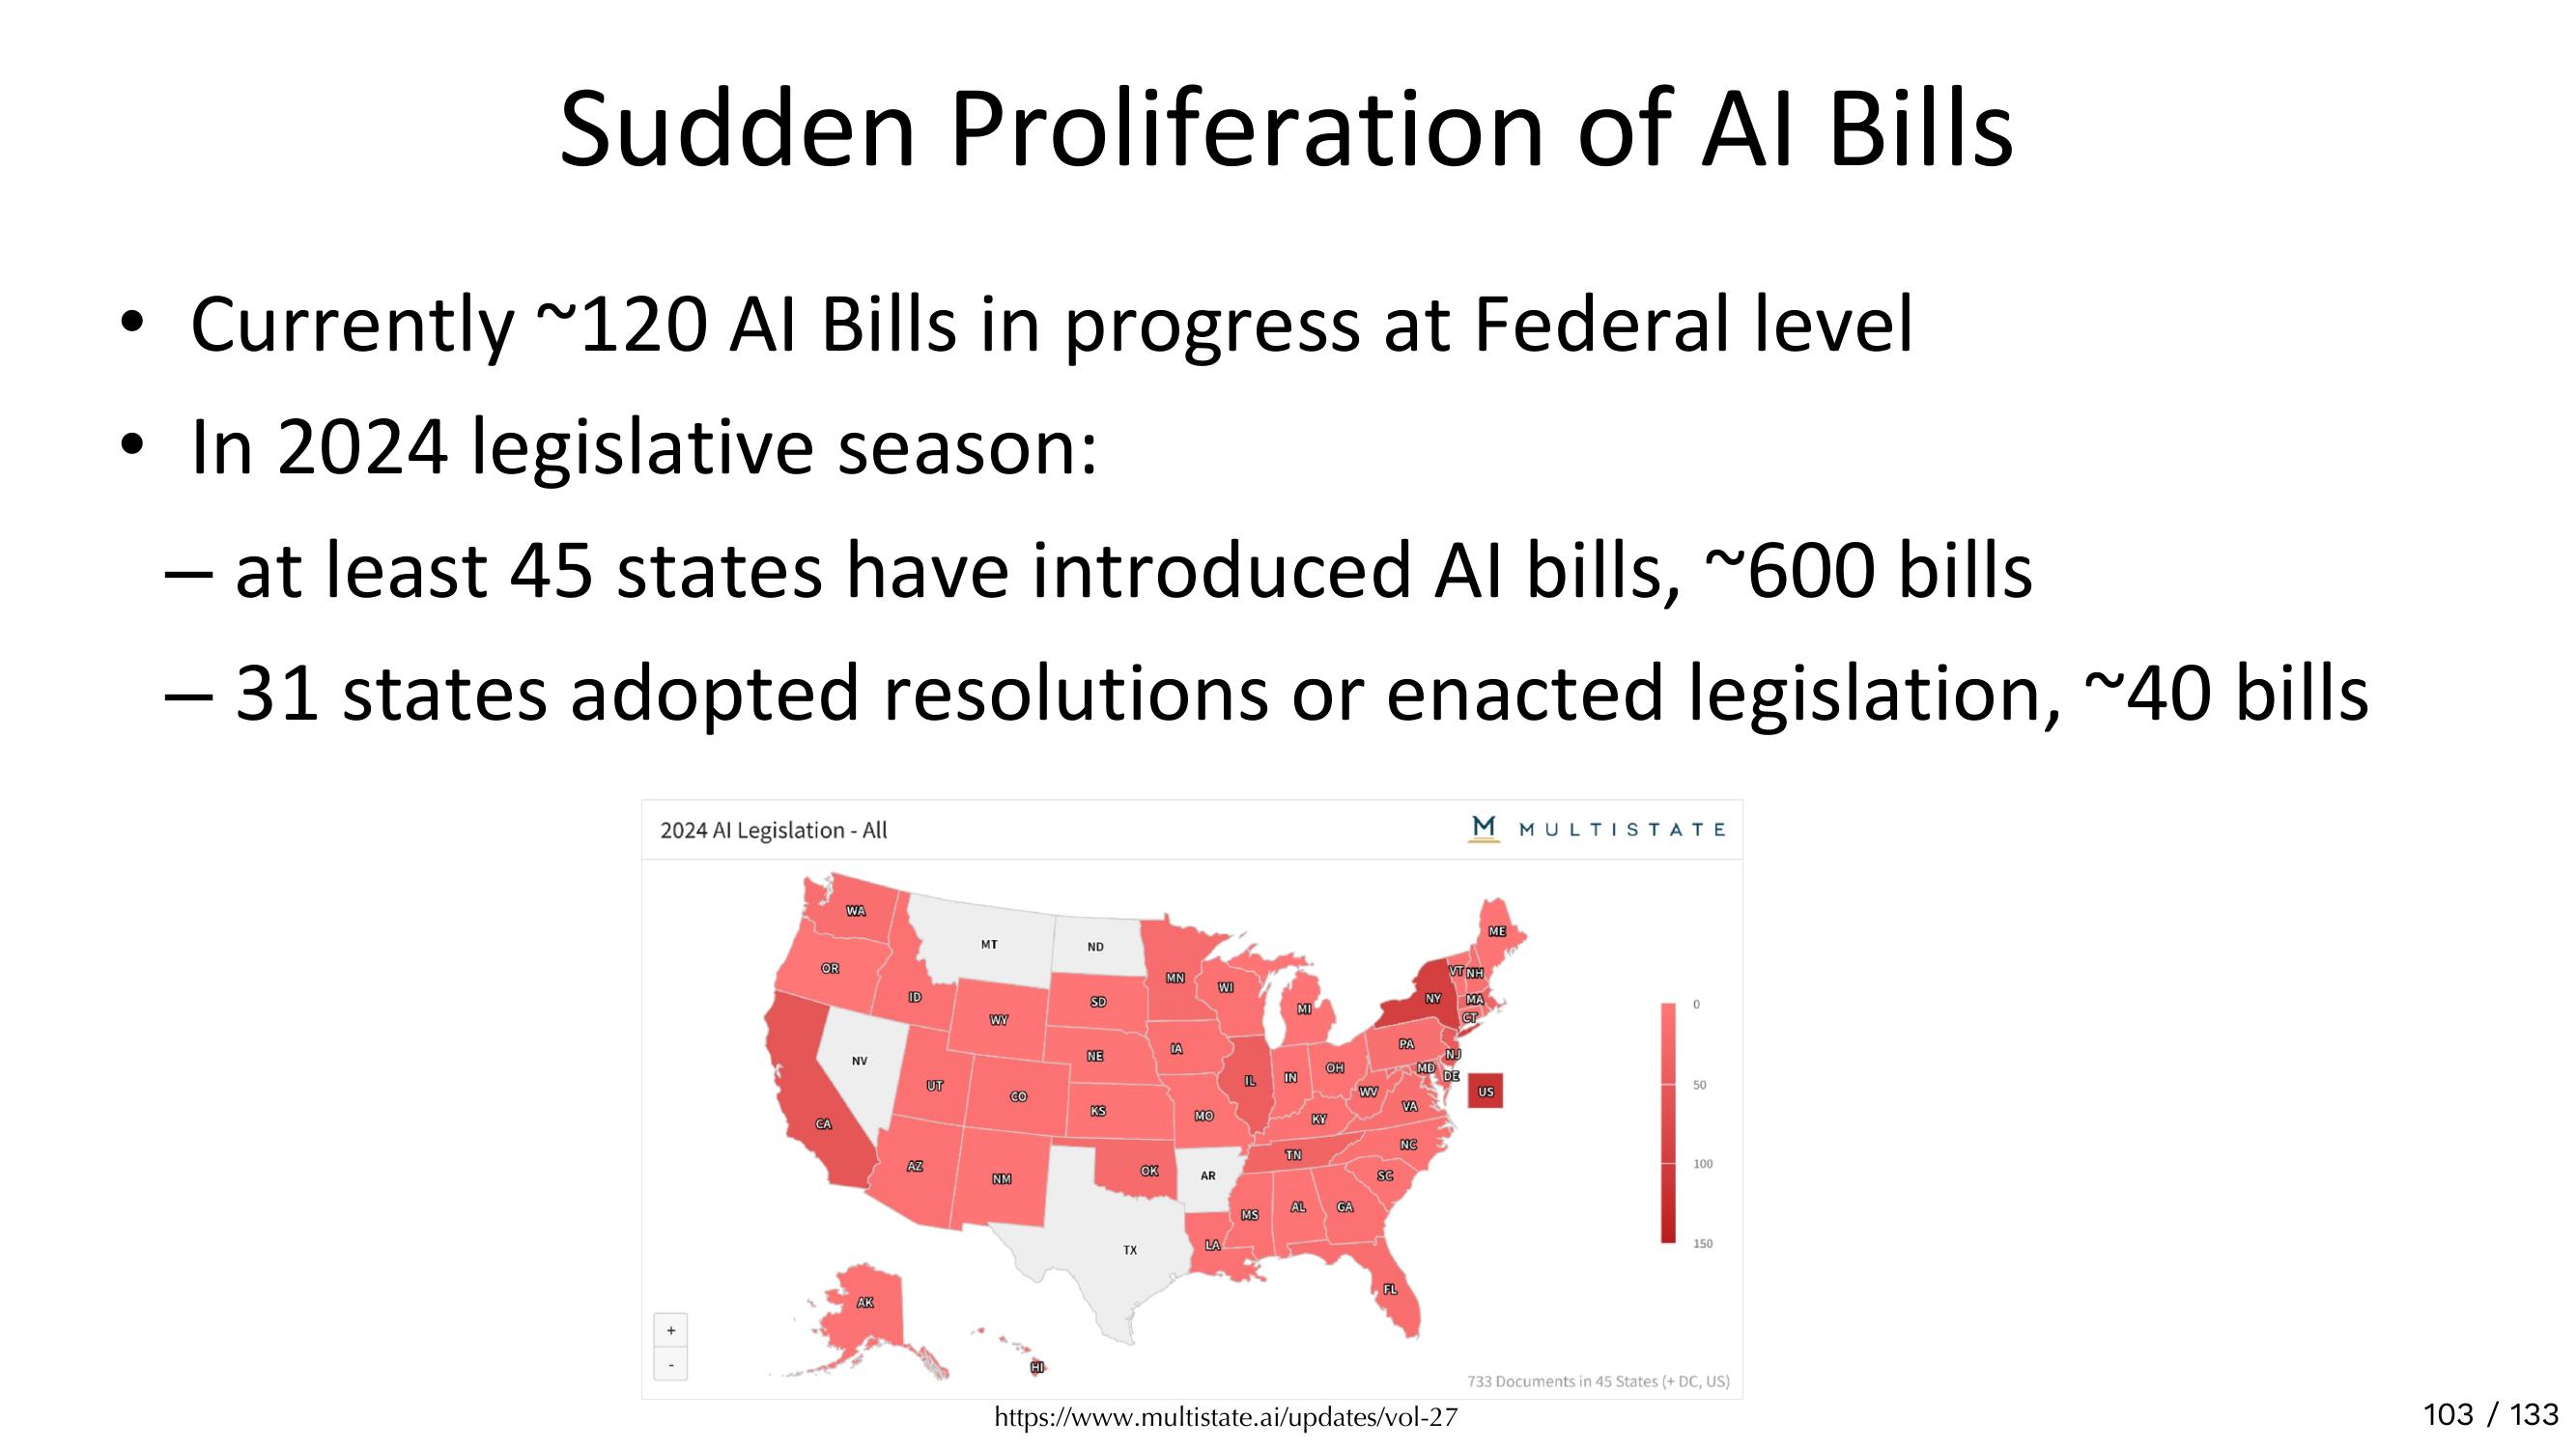 Sudden Proliferation of AI Bills
• Currently ~120 AI Bills in progress at Federal level
• In 2024 legislative season:
– at least 45 states have introduced AI bills, ~600 bills
– 31 states adopted resolutions or enacted legislation, ~40 bills
2024 AI Legislation - All
M MULTISTATE
WA
MT
ND
ME
OR
ID
MN
WI
VT
NH
WY
SD
MI
NY
MA
CT
NV
UT
NE
IA
PA
NJ
CO
KS
IL
IN
OH
MD
DE
US
CA
MO
WV
VA
KY
AZ
NM
OK
AR
TN
NC
SC
MS
AL
GA
TX
LA
FL
AK
HI
0
50
100
150
+
-
733 Documents in 45 States (+ DC, US)
https://www.multistate.ai/updates/vol-27
103 / 133